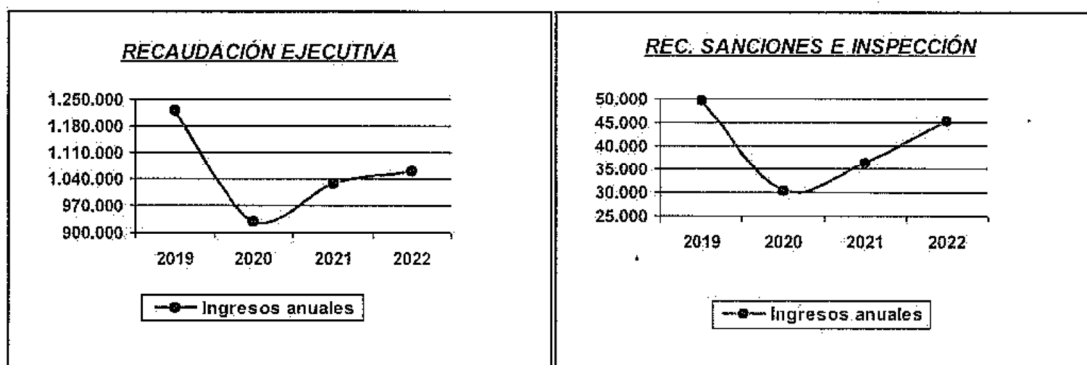 RECAUDACIÓN EJECUTIVA
1.250.000
1.180.000
1.110.000
1.040.000
970.000
900.000
2019 2020 2021 2022
Ingresos anuales
REC. SANCIONES E INSPECCIÓN
50,000
45,000
40,000
35,000
30,000
25,000
2019 2020 2021 2022
Ingresos anuales